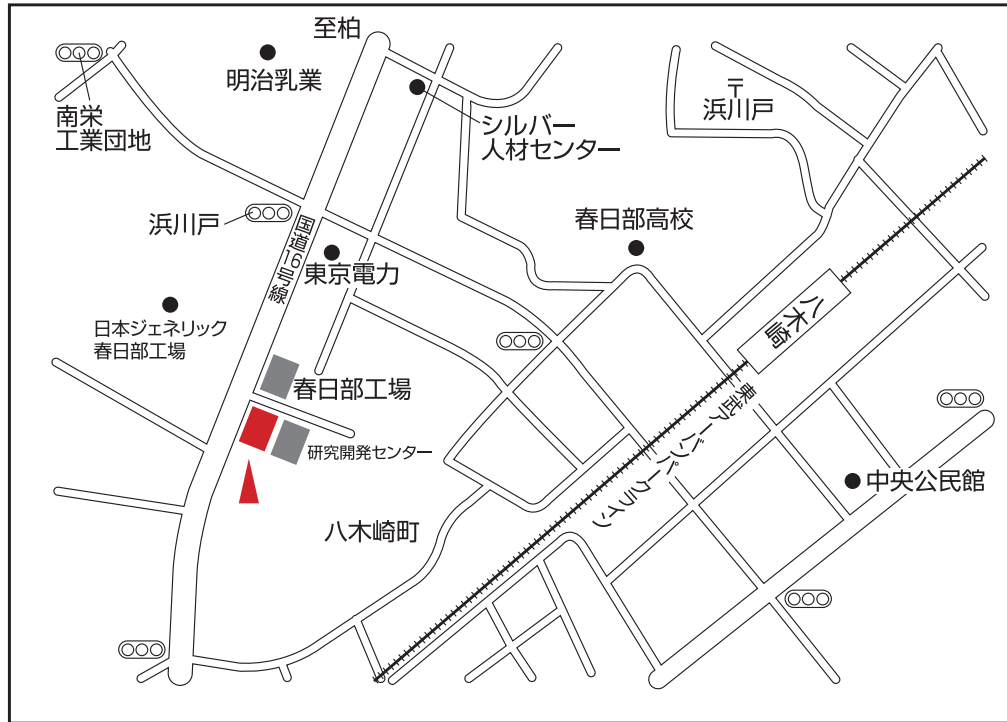 至柏
明治乳業
南栄
工業団地
シルバー
人材センター
〒
浜川戸
浜川戸
春日部高校
国道16号線
東京電力
八木崎
日本ジェネリック
春日部工場
春日部工場
東武アーバンパークライン
研究開発センター
中央公民館
八木崎町